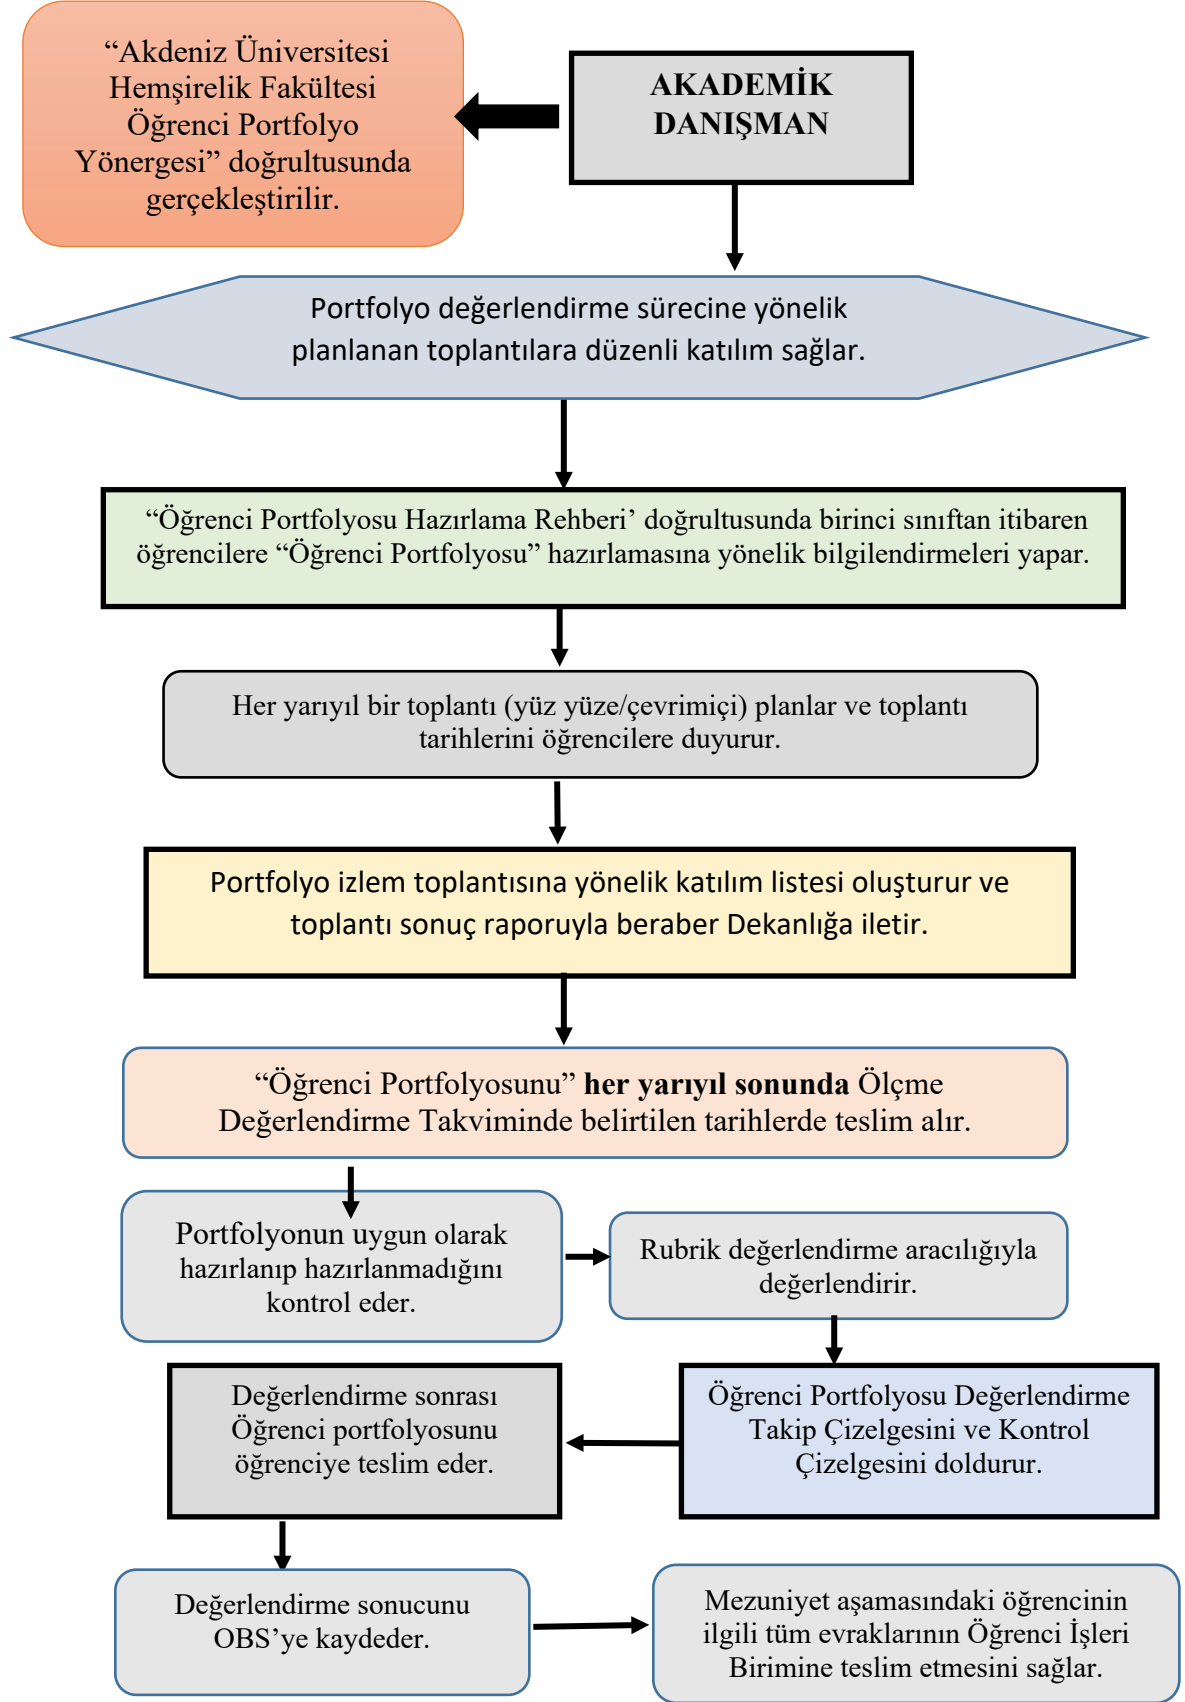 “Akdeniz Üniversitesi
Hemşirelik Fakültesi
Öğrenci Portfolyo
Yönergesi” doğrultusunda
gerçekleştirilir.
AKADEMİK
DANIŞMAN
Portfolyo değerlendirme sürecine yönelik
planlanan toplantılara düzenli katılım sağlar.
“Öğrenci Portfolyosu Hazırlama Rehberi’ doğrultusunda birinci sınıftan itibaren
öğrencilere “Öğrenci Portfolyosu” hazırlamasına yönelik bilgilendirmeleri yapar.
Her yarıyıl bir toplantı (yüz yüze/çevrimiçi) planlar ve toplantı
tarihlerini öğrencilere duyurur.
Portfolyo izlem toplantısına yönelik katılım listesi oluşturur ve
toplantı sonuç raporuyla beraber Dekanlığa iletir.
“Öğrenci Portfolyosunu” her yarıyıl sonunda Ölçme
Değerlendirme Takviminde belirtilen tarihlerde teslim alır.
Portfolyonun uygun olarak
hazırlanıp hazırlanmadığını
kontrol eder.
Rubrik değerlendirme aracılığıyla
değerlendirir.
Öğrenci Portfolyosu Değerlendirme
Takip Çizelgesini ve Kontrol
Çizelgesini doldurur.
Değerlendirme sonrası
Öğrenci portfolyosunu
öğrenciye teslim eder.
Değerlendirme sonucunu
OBS’ye kaydeder.
Mezuniyet aşamasındaki öğrencinin
ilgili tüm evraklarının Öğrenci İşleri
Birimine teslim etmesini sağlar.